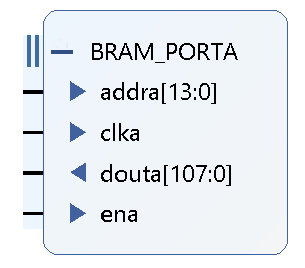 BRAM_PORTA
addra[13:0]
clka
douta[107:0]
ena